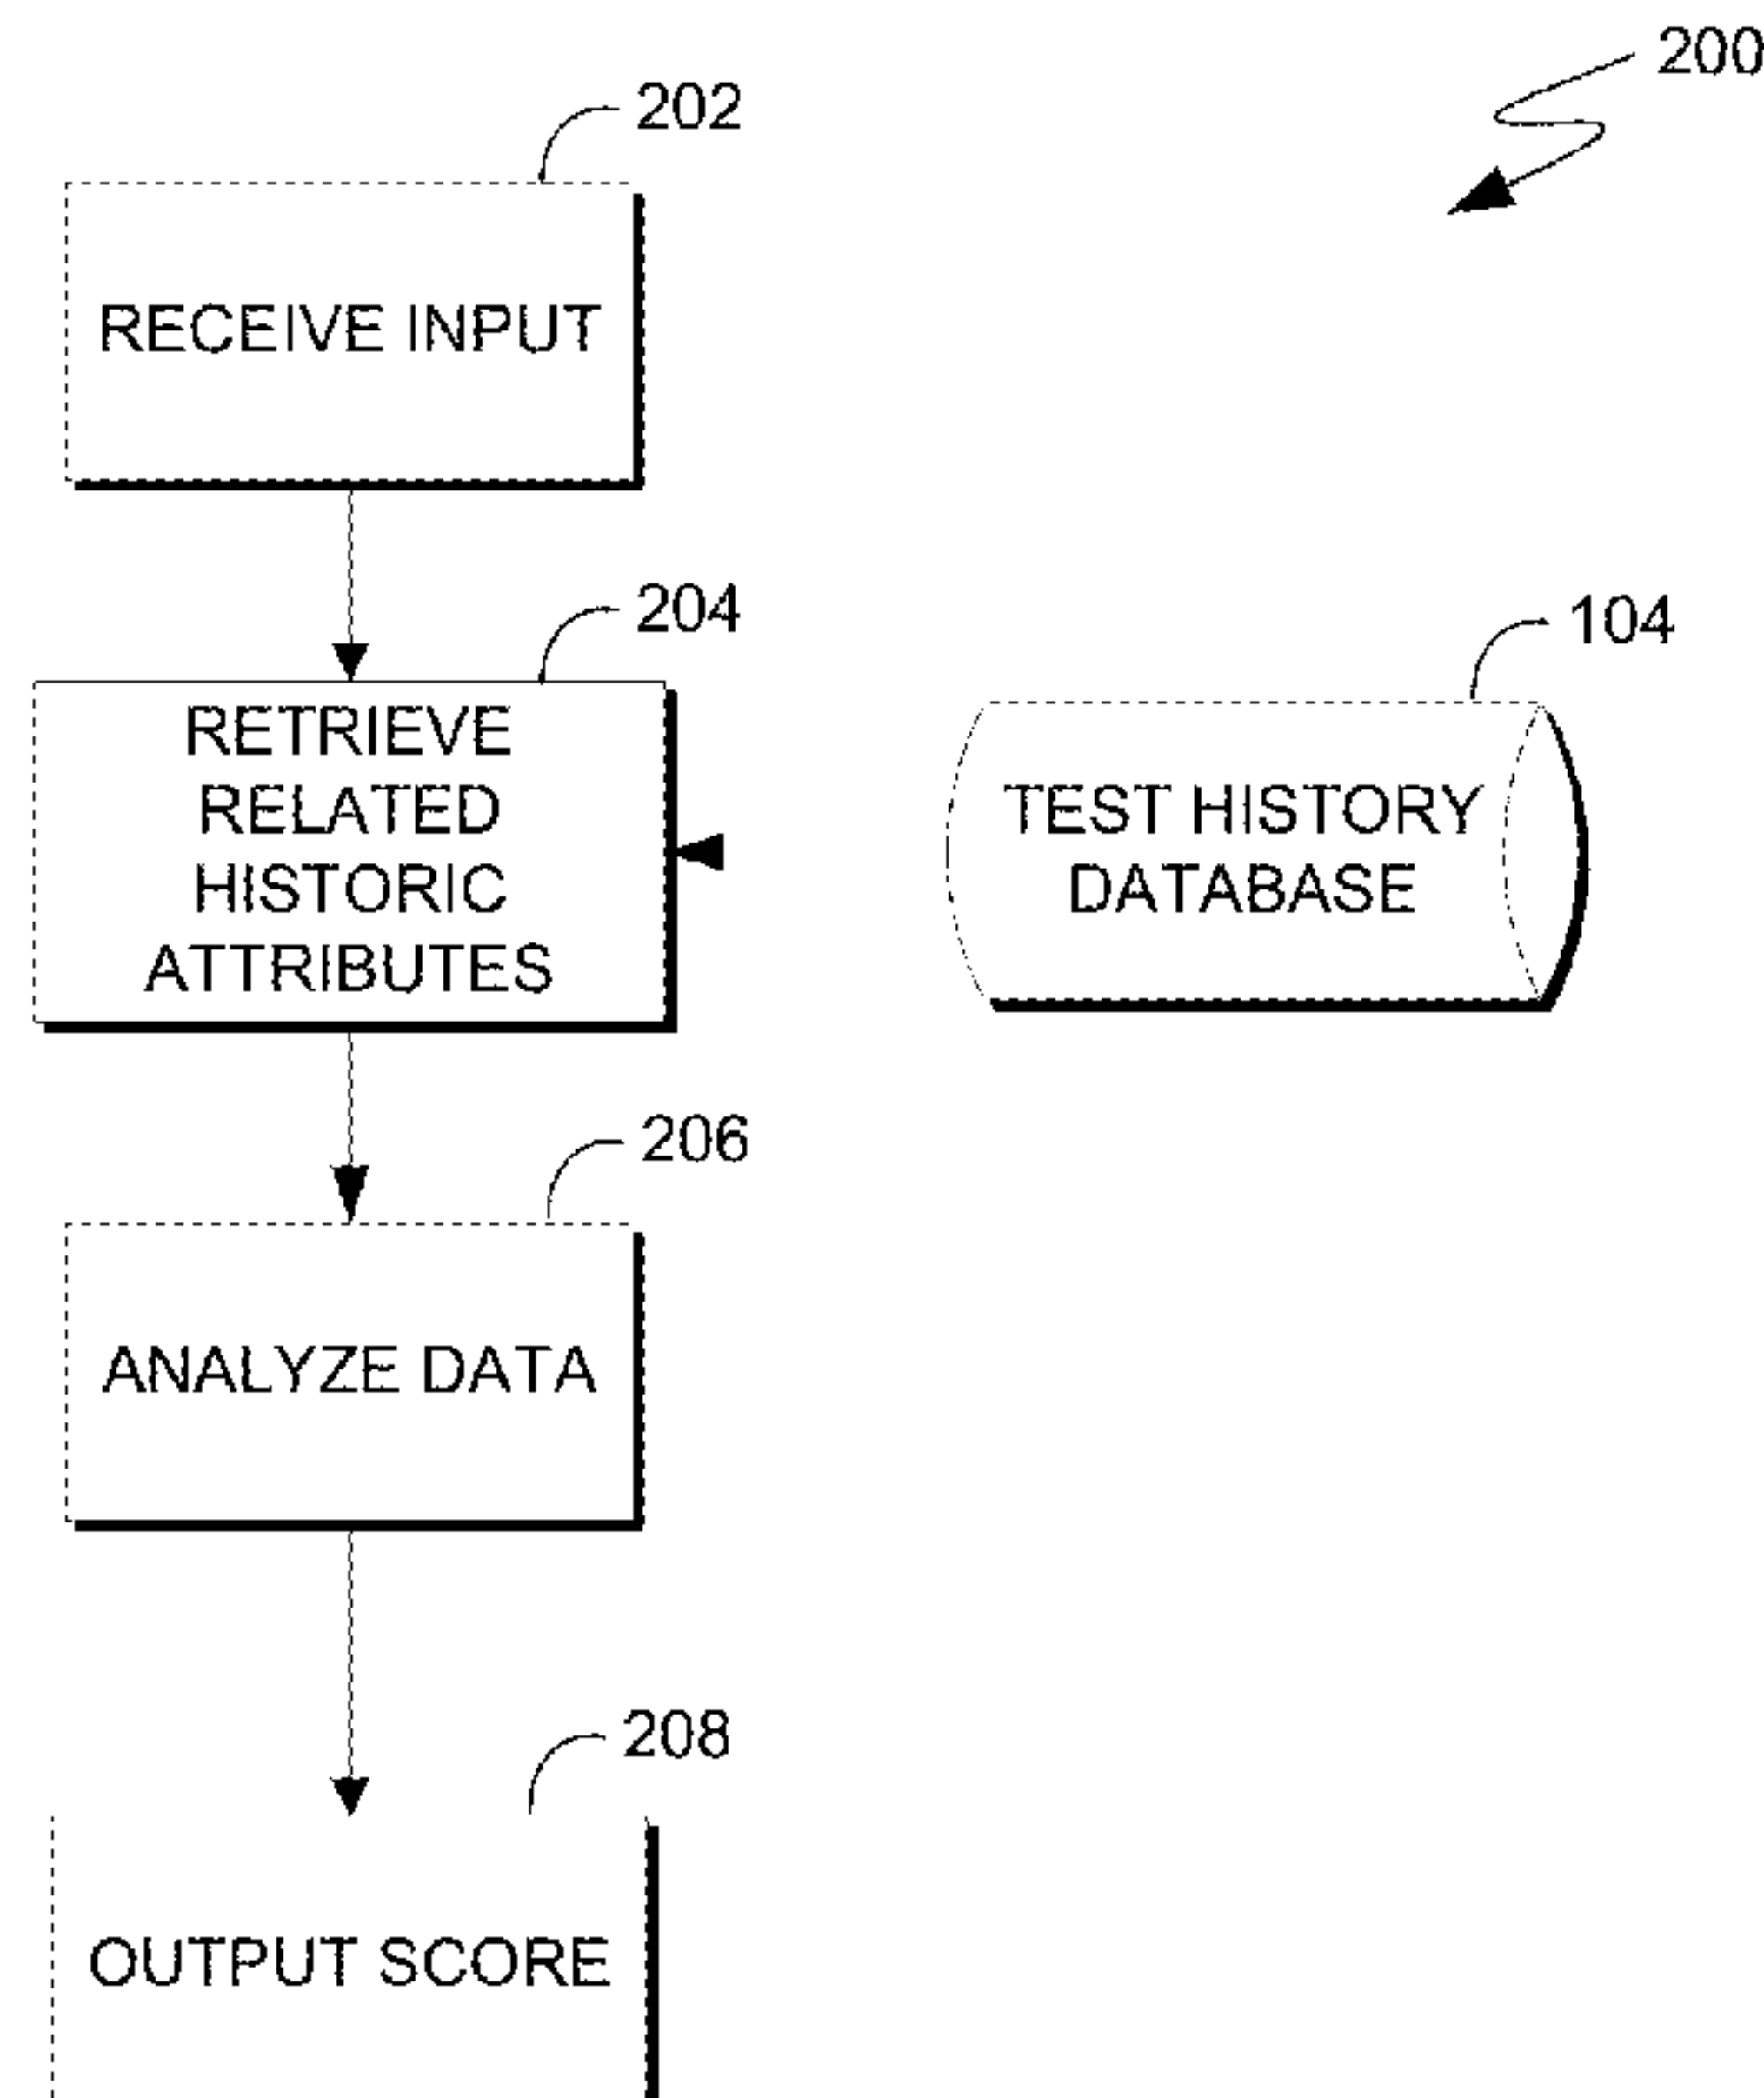 200
202
RECEIVE INPUT
204
RETRIEVE
RELATED
HISTORIC
ATTRIBUTES
104
TEST HISTORY
DATABASE
206
ANALYZE DATA
208
OUTPUT SCORE